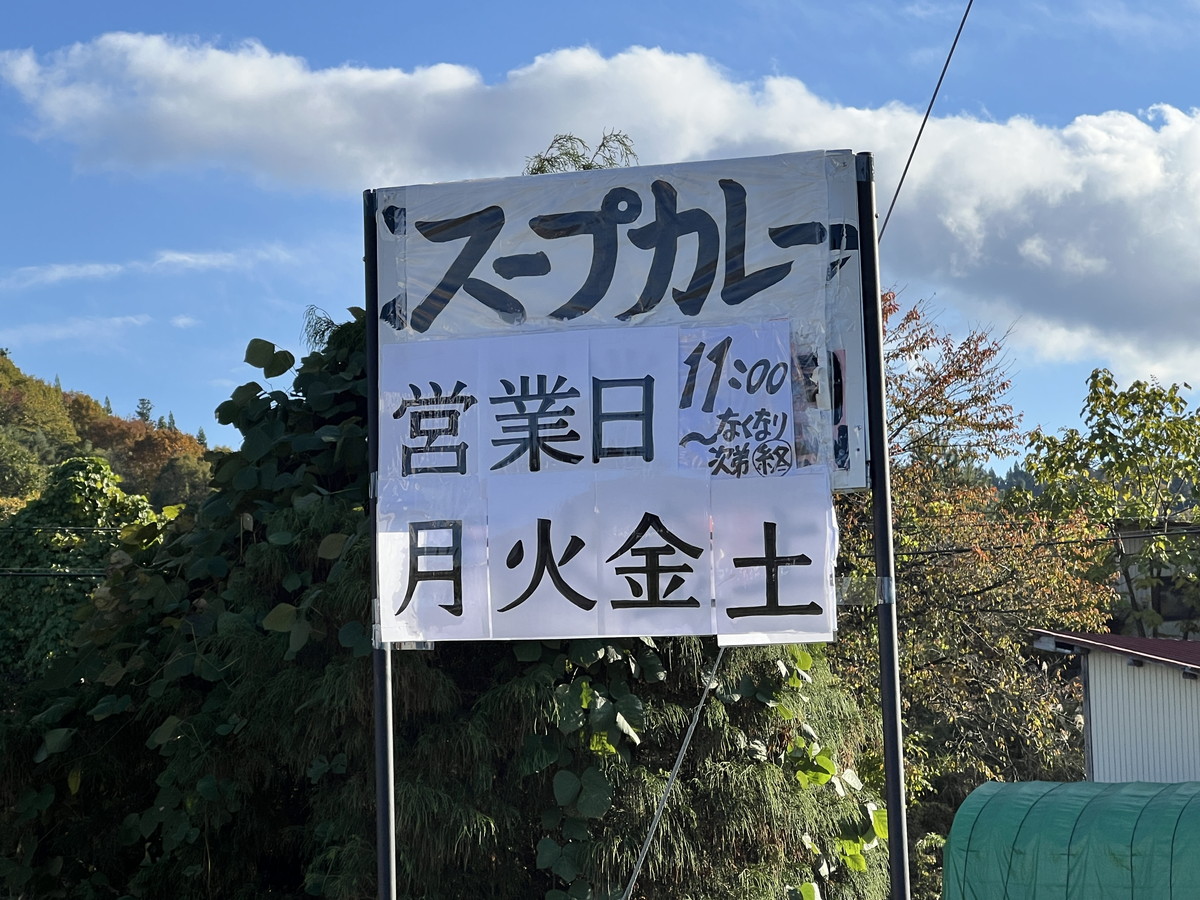 スープカレー
営業日
11:00
〜なくなり
次第終
月火金土